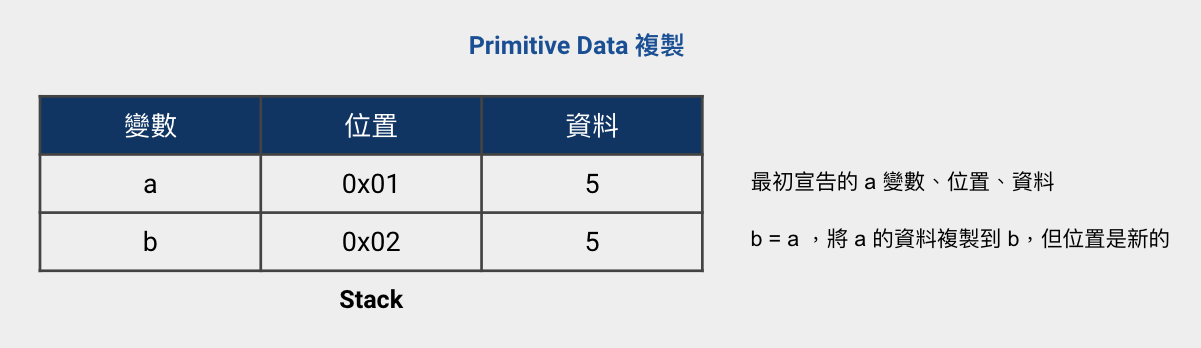 Primitive Data 複製
變數 位置 資料
a 0x01 5 最初宣告的 a 變數、位置、資料
b 0x02 5 b = a ，將 a 的資料複製到 b，但位置是新的
Stack